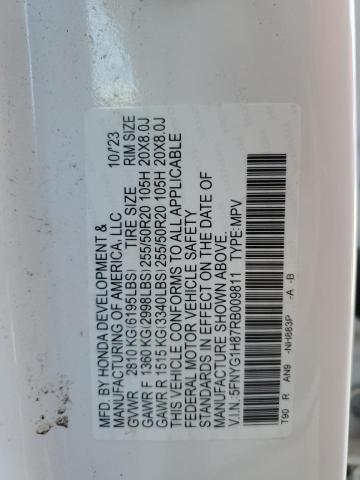 MFD. BY HONDA DEVELOPMENT &
MANUFACTURING OF AMERICA, LLC 10/'23
GVWR 2810 KG(6195LBS) TIRE SIZE RIM SIZE
GAWR F 1360 KG(2998LBS)255/50R20 105H 20X8.0J
GAWR R 1515 KG(3340LBS)255/50R20 105H 20X8.0J
THIS VEHICLE CONFORMS TO ALL APPLICABLE
FEDERAL MOTOR VEHICLE SAFETY
STANDARDS IN EFFECT ON THE DATE OF
MANUFACTURE SHOWN ABOVE.
V.I.N.:5FNYG1H87RB009811 TYPE:MPV
T90 R AN9 -NH883P -A -B